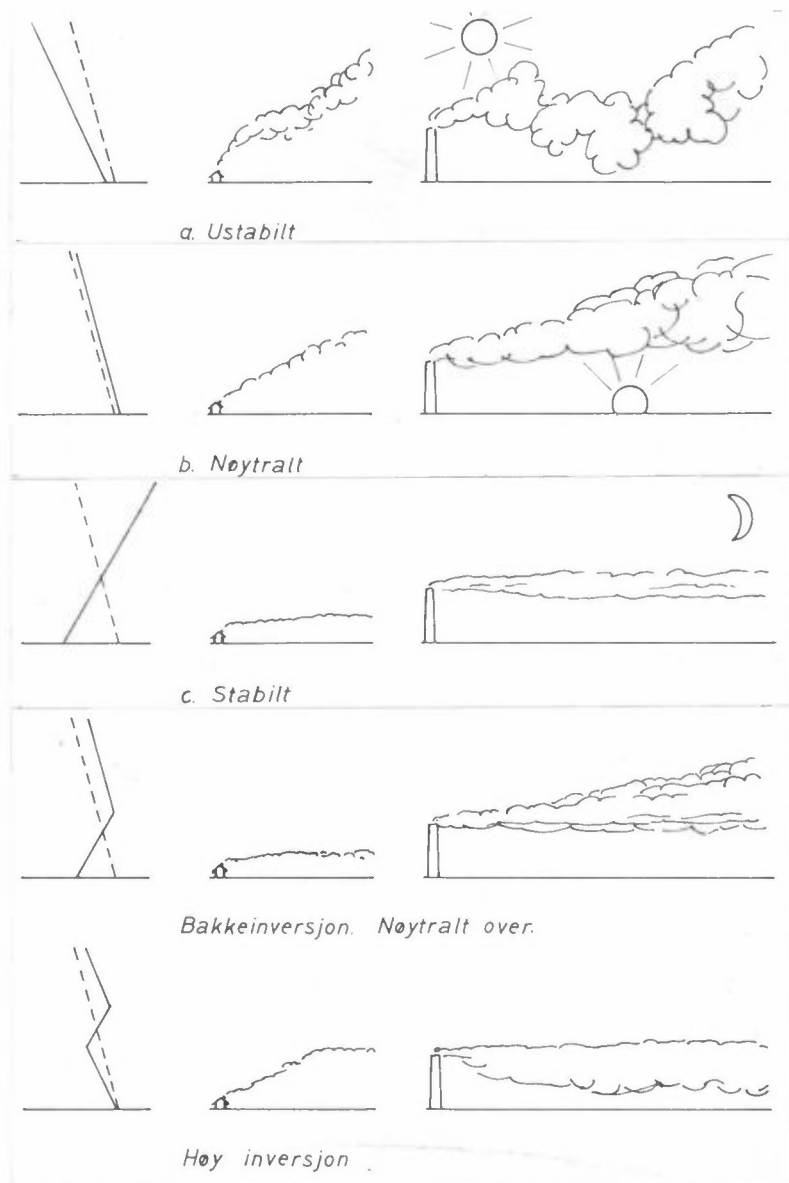 a. Ustabilt
b. Nøytralt
c. Stabilt
Bakkeinversjon. Nøytralt over.
Høy inversjon